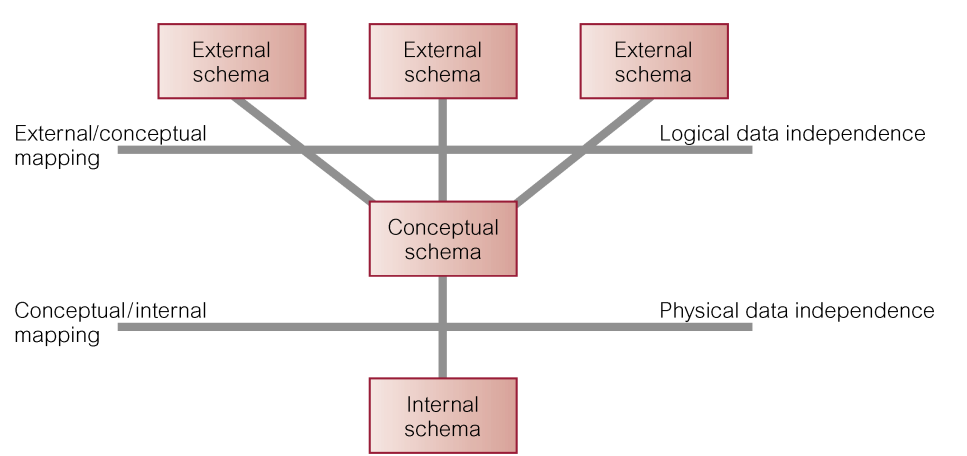 External
schema
External
schema
External
schema
External/conceptual
mapping
Logical data independence
Conceptual
schema
Conceptual/internal
mapping
Physical data independence
Internal
schema